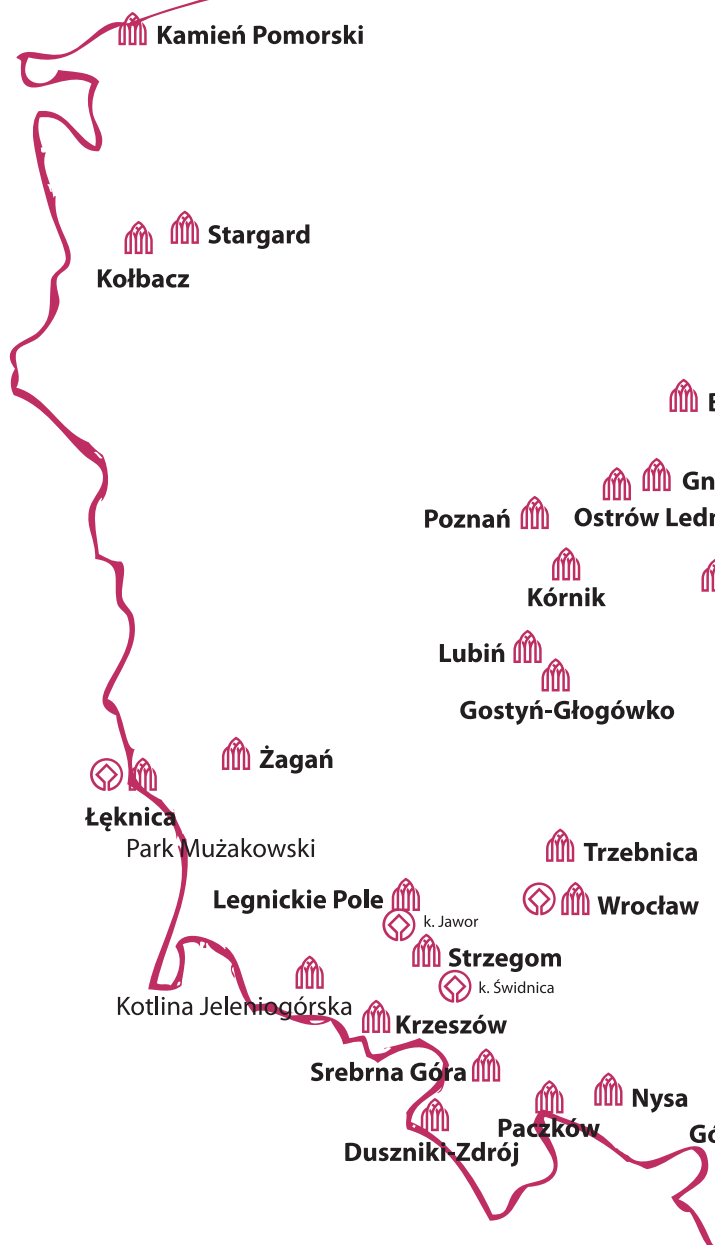 Kamień Pomorski
Stargard
Kołbacz
Gn
Poznań
Ostrów Ledn
Kórnik
Lubiń
Gostyń-Głogówko
Żagań
Łęknica
Park Mużakowski
Trzebnica
Legnickie Pole
Wrocław
k. Jawor
Strzegom
k. Świdnica
Kotlina Jeleniogórska
Krzeszów
Srebrna Góra
Nysa
Paczków
Gó
Duszniki-Zdrój